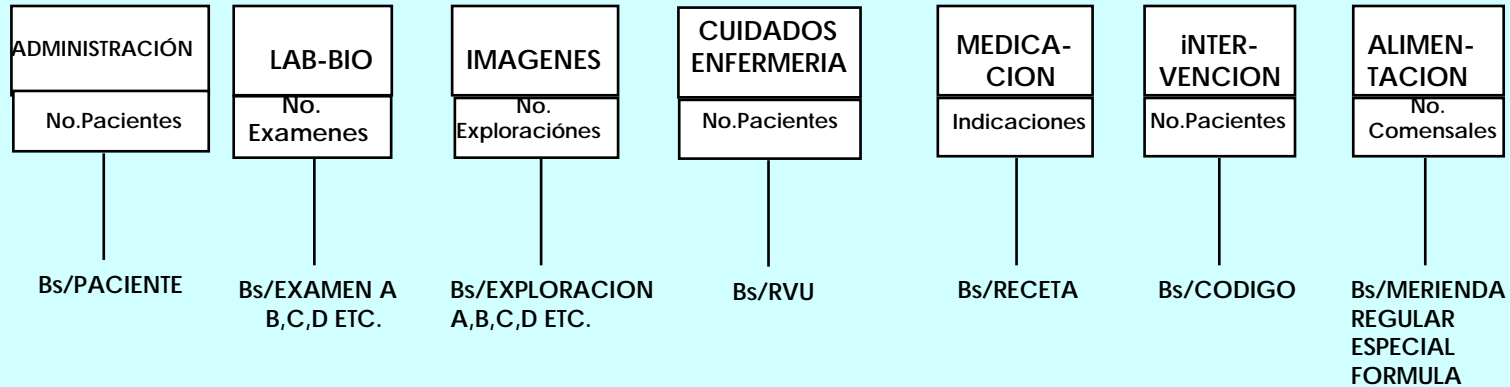 ADMINISTRACIÓN
No.Pacientes
Bs/PACIENTE
LAB-BIO
No.
Examenes
Bs/EXAMEN A
B,C,D ETC.
IMAGENES
No.
Exploraciónes
Bs/EXPLORACION
A,B,C,D ETC.
CUIDADOS
ENFERMERIA
No.Pacientes
Bs/RVU
MEDICA-
CION
Indicaciones
Bs/RECETA
iNTER-
VENCION
No.Pacientes
Bs/CODIGO
ALIMEN-
TACION
No.
Comensales
Bs/MERIENDA
REGULAR
ESPECIAL
FORMULA